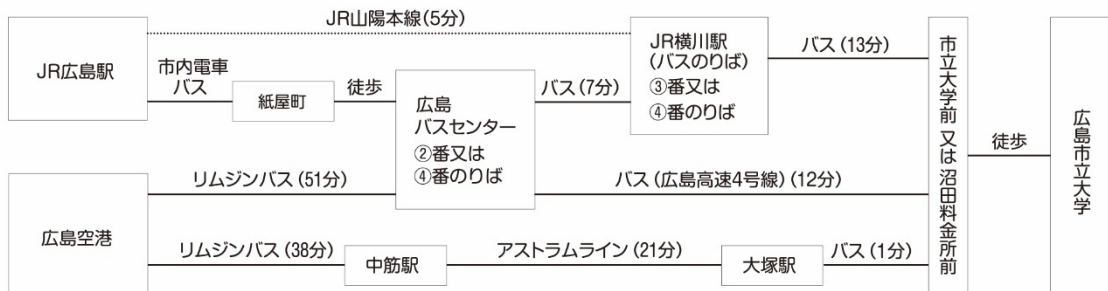 JR山陽本線（5分）
JR広島駅
市内電車
バス
紙屋町
徒歩
広島
バスセンター
②番又は
④番のりば
バス（7分）
JR横川駅
（バスのりば）
③番又は
④番のりば
バス（13分）
リムジンバス（51分）
バス（広島高速4号線）（12分）
広島空港
リムジンバス（38分）
中筋駅
アストラムライン（21分）
大塚駅
バス（1分）
市立大学前 又は 沼田料金所前
徒歩
広島市立大学